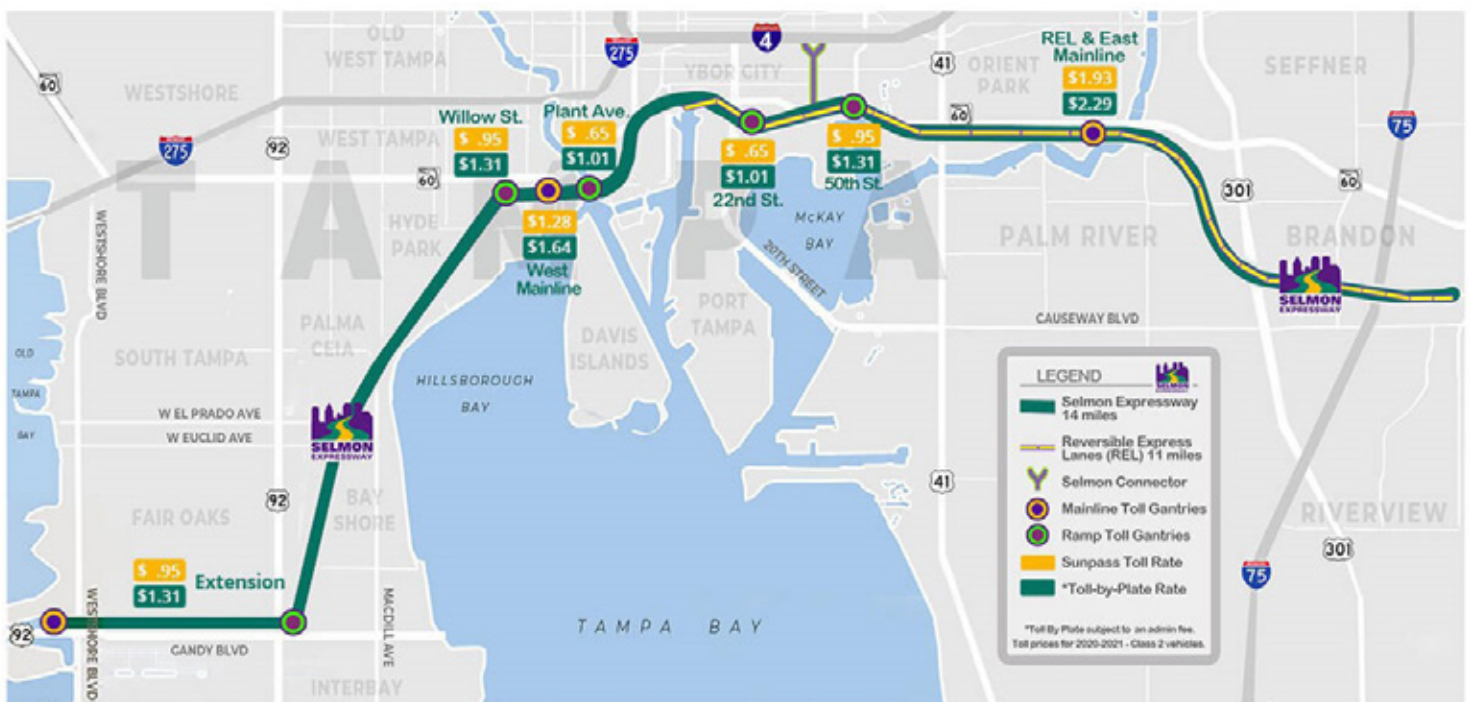 OLD
WEST TAMPA
275
4
REL & East
Mainline
$1.93
$2.29
SEFFNER
60
WESTSHORE
YBOR CITY
41
ORIENT
PARK
Willow St.
$ .95
$1.31
Plant Ave.
$ .65
$1.01
60
75
275
92
WEST TAMPA
$ .65
$1.01
22nd St.
$ .95
$1.31
50th St.
60
301
60
TAMPA
HYDE
PARK
$1.28
$1.64
West
Mainline
McKAY
BAY
PALM RIVER
BRANDON
WESTSHORE BLVD
20TH STREET
SELMON
EXPRESSWAY
PORT
TAMPA
CAUSEWAY BLVD
PALMA
CEIA
DAVIS
ISLANDS
OLD
TAMPA
BAY
SOUTH TAMPA
HILLSBOROUGH
BAY
W EL PRADO AVE
W EUCLID AVE
SELMON
EXPRESSWAY
LEGEND
SELMON
Selmon Expressway
14 miles
Reversible Express
Lanes (REL) 11 miles
Selmon Connector
Mainline Toll Gantries
Ramp Toll Gantries
Sunpass Toll Rate
*Toll-by-Plate Rate
*Toll By Plate subject to an admin fee.
Toll prices for 2020-2021 - Class 2 vehicles.
92
41
BAY
SHORE
FAIR OAKS
RIVERVIEW
301
75
$ .95
$1.31
Extension
WESTSHORE BLVD
MACDILL AVE
92
GANDY BLVD
TAMPA BAY
INTERBAY